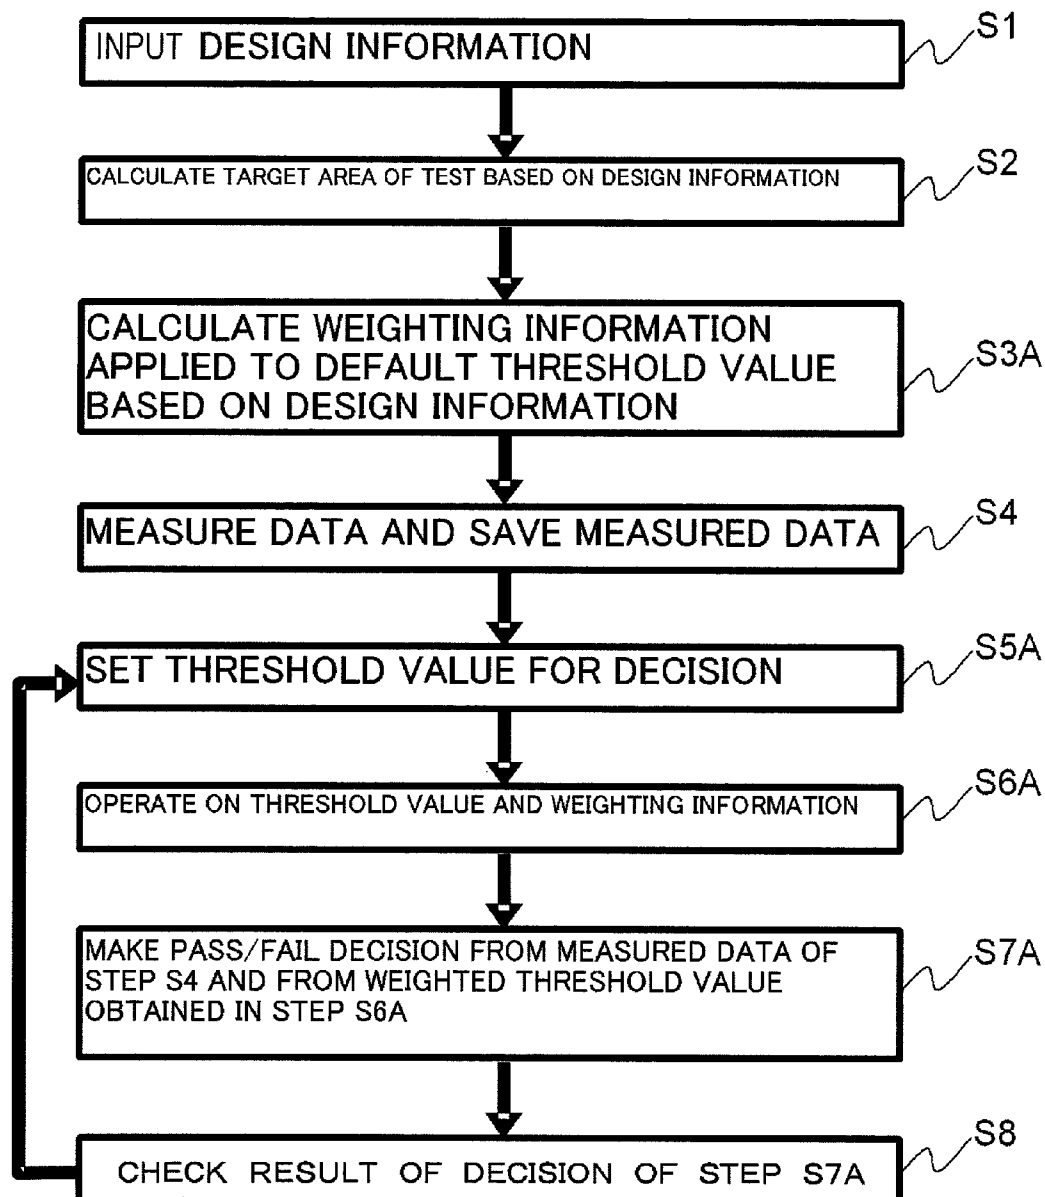 INPUT DESIGN INFORMATION
S1
CALCULATE TARGET AREA OF TEST BASED ON DESIGN INFORMATION
S2
CALCULATE WEIGHTING INFORMATION
APPLIED TO DEFAULT THRESHOLD VALUE
BASED ON DESIGN INFORMATION
S3A
MEASURE DATA AND SAVE MEASURED DATA
S4
SET THRESHOLD VALUE FOR DECISION
S5A
OPERATE ON THRESHOLD VALUE AND WEIGHTING INFORMATION
S6A
MAKE PASS/FAIL DECISION FROM MEASURED DATA OF
STEP S4 AND FROM WEIGHTED THRESHOLD VALUE
OBTAINED IN STEP S6A
S7A
CHECK RESULT OF DECISION OF STEP S7A
S8